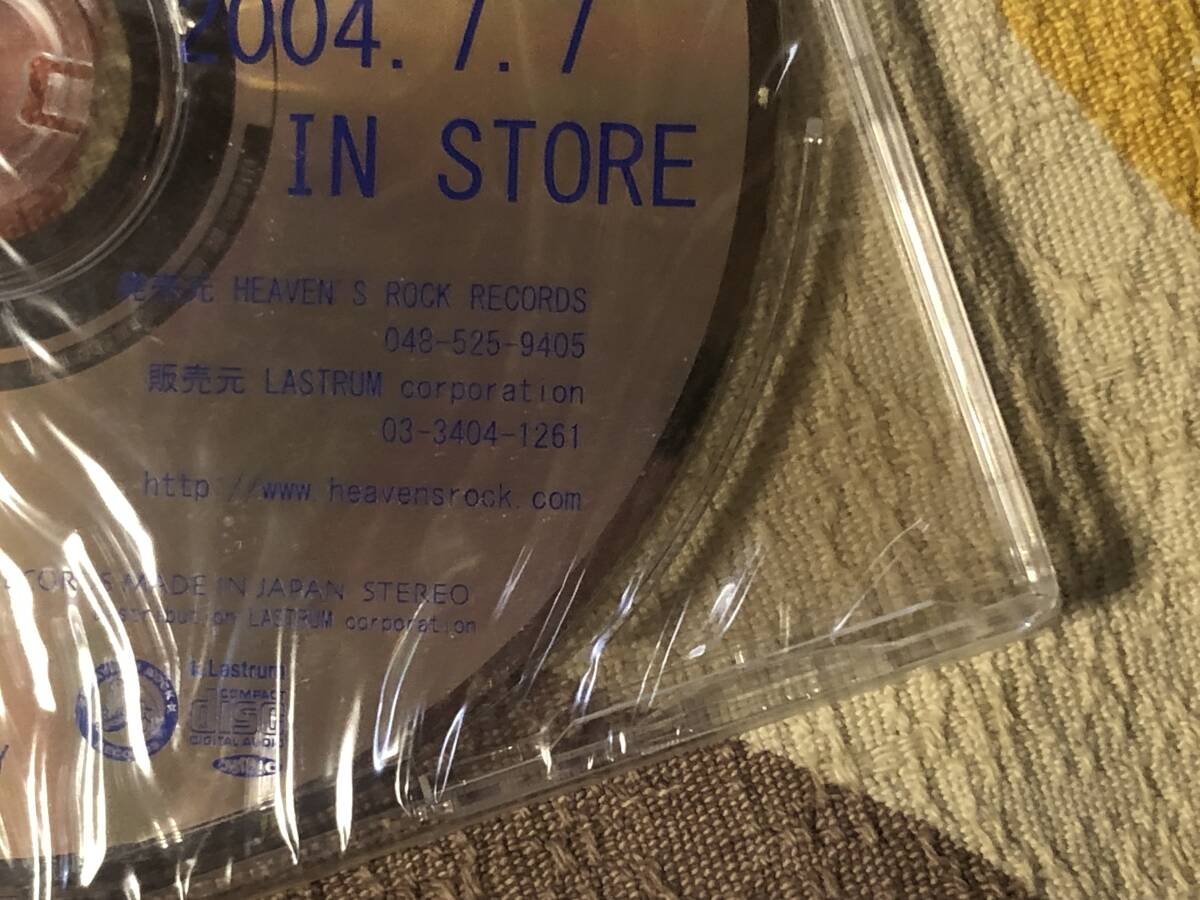 2004.7.7
IN STORE
発売元 HEAVEN'S ROCK RECORDS
048-525-9405
販売元 LASTRUM corporation
03-3404-1261
http://www.heavensrock.com
MADE IN JAPAN STEREO
distribution LASTRUM corporation
Lastrum
COMPACT
disc
DIGITAL AUDIO